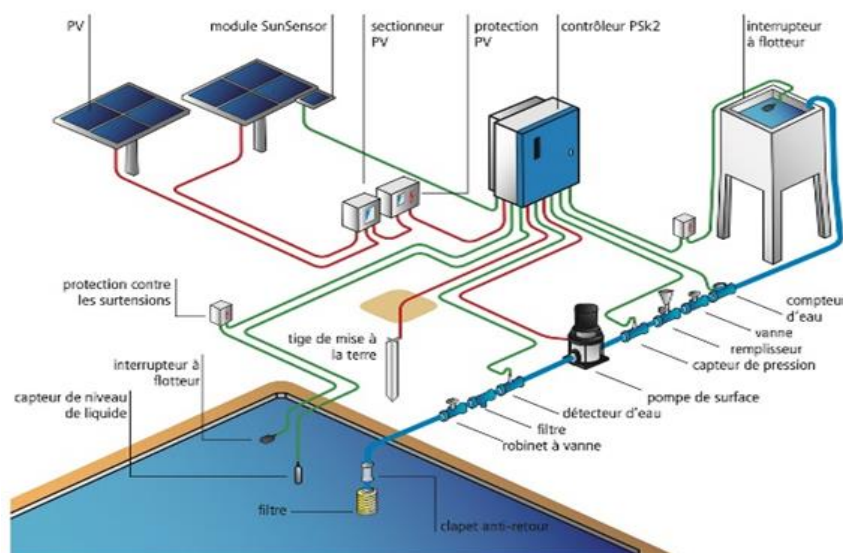 PV
module SunSensor
sectionneur
PV
protection
PV
contrôleur PSk2
interrupteur
à flotteur
protection contre
les surtensions
tige de mise à
la terre
compteur
d'eau
vanne
remplisseur
capteur de pression
interrupteur à
flotteur
pompe de surface
capteur de niveau
de liquide
détecteur d'eau
filtre
robinet à vanne
filtre
clapet anti-retour